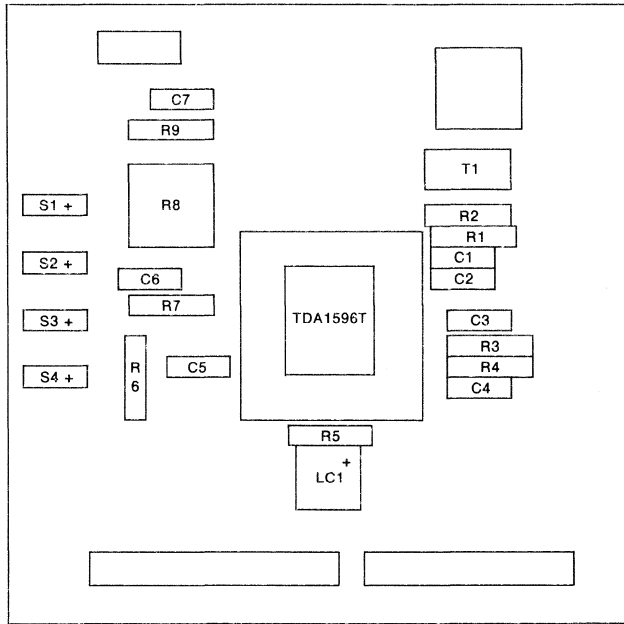 C7
R9
T1
S1 +
R8
R2
R1
S2 +
C1
C6
C2
R7
TDA1596T
S3 +
C3
R3
R
6
C5
R4
S4 +
C4
R5
+
LC1